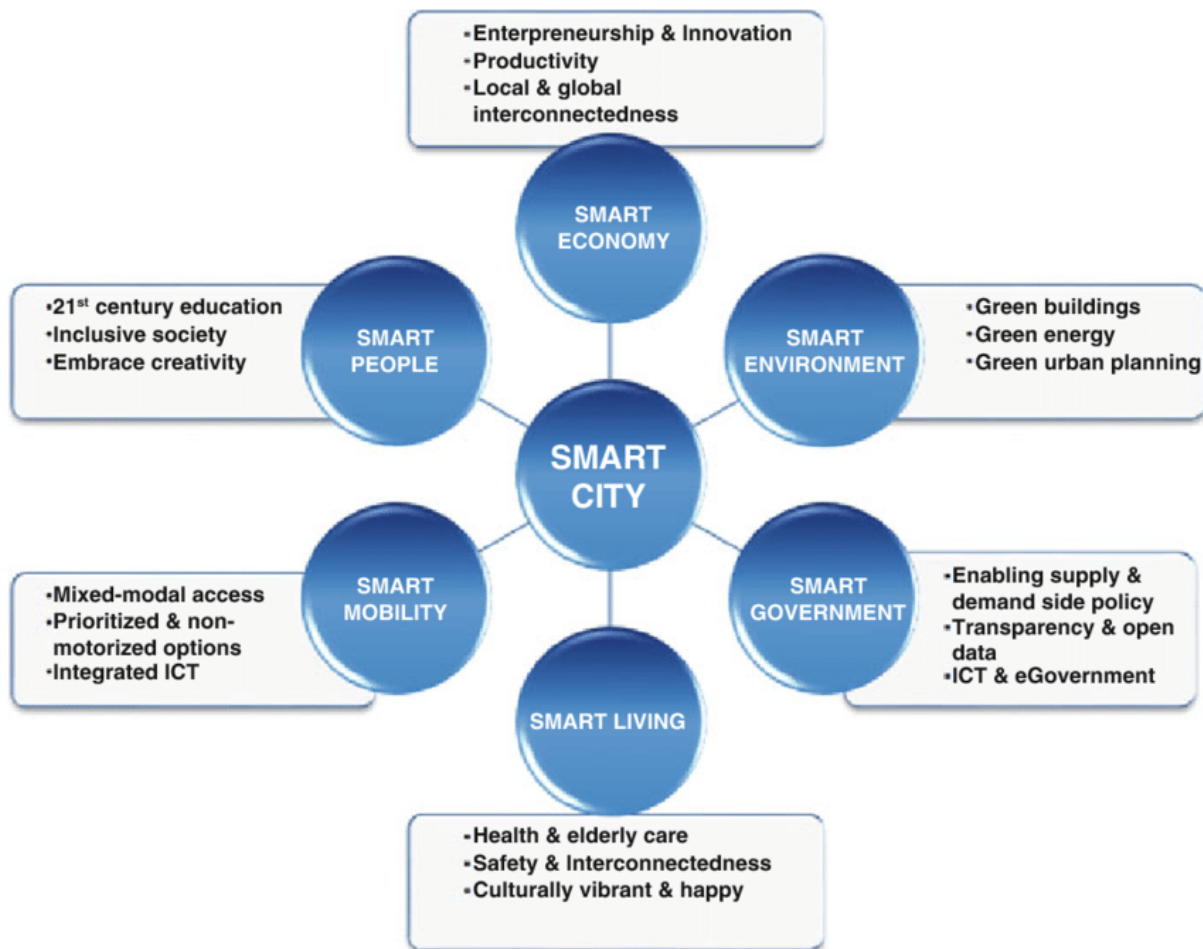 ▪Enterpreneurship & Innovation
▪Productivity
▪Local & global
interconnectedness
SMART
ECONOMY
•21st century education
•Inclusive society
•Embrace creativity
SMART
PEOPLE
SMART
ENVIRONMENT
•Green buildings
•Green energy
•Green urban planning
SMART
CITY
•Mixed-modal access
•Prioritized & non-
motorized options
•Integrated ICT
SMART
MOBILITY
SMART
GOVERNMENT
•Enabling supply &
demand side policy
•Transparency & open
data
•ICT & eGovernment
SMART LIVING
▪Health & elderly care
▪Safety & Interconnectedness
▪Culturally vibrant & happy